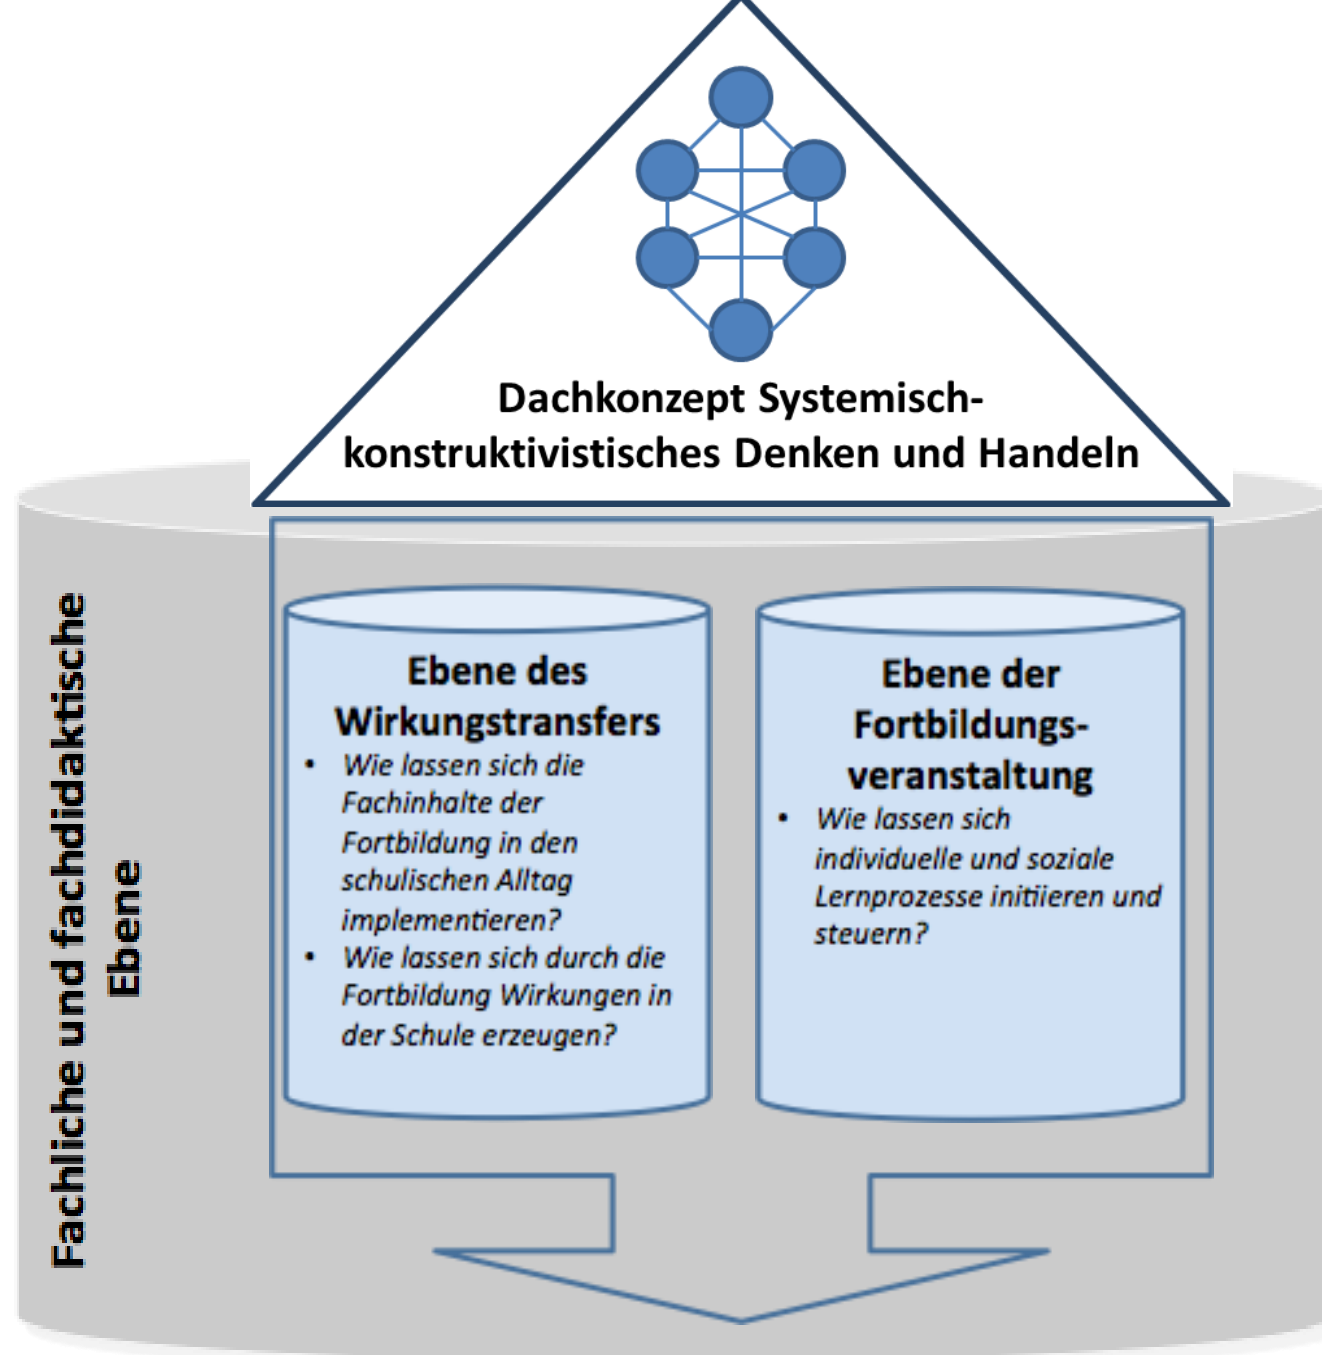 Dachkonzept Systemisch-
konstruktivistisches Denken und Handeln
Fachliche und fachdidaktische
Ebene
Ebene des
Wirkungstransfers
• Wie lassen sich die
Fachinhalte der
Fortbildung in den
schulischen Alltag
implementieren?
• Wie lassen sich durch die
Fortbildung Wirkungen in
der Schule erzeugen?
Ebene der
Fortbildungs-
veranstaltung
• Wie lassen sich
individuelle und soziale
Lernprozesse initiieren und
steuern?